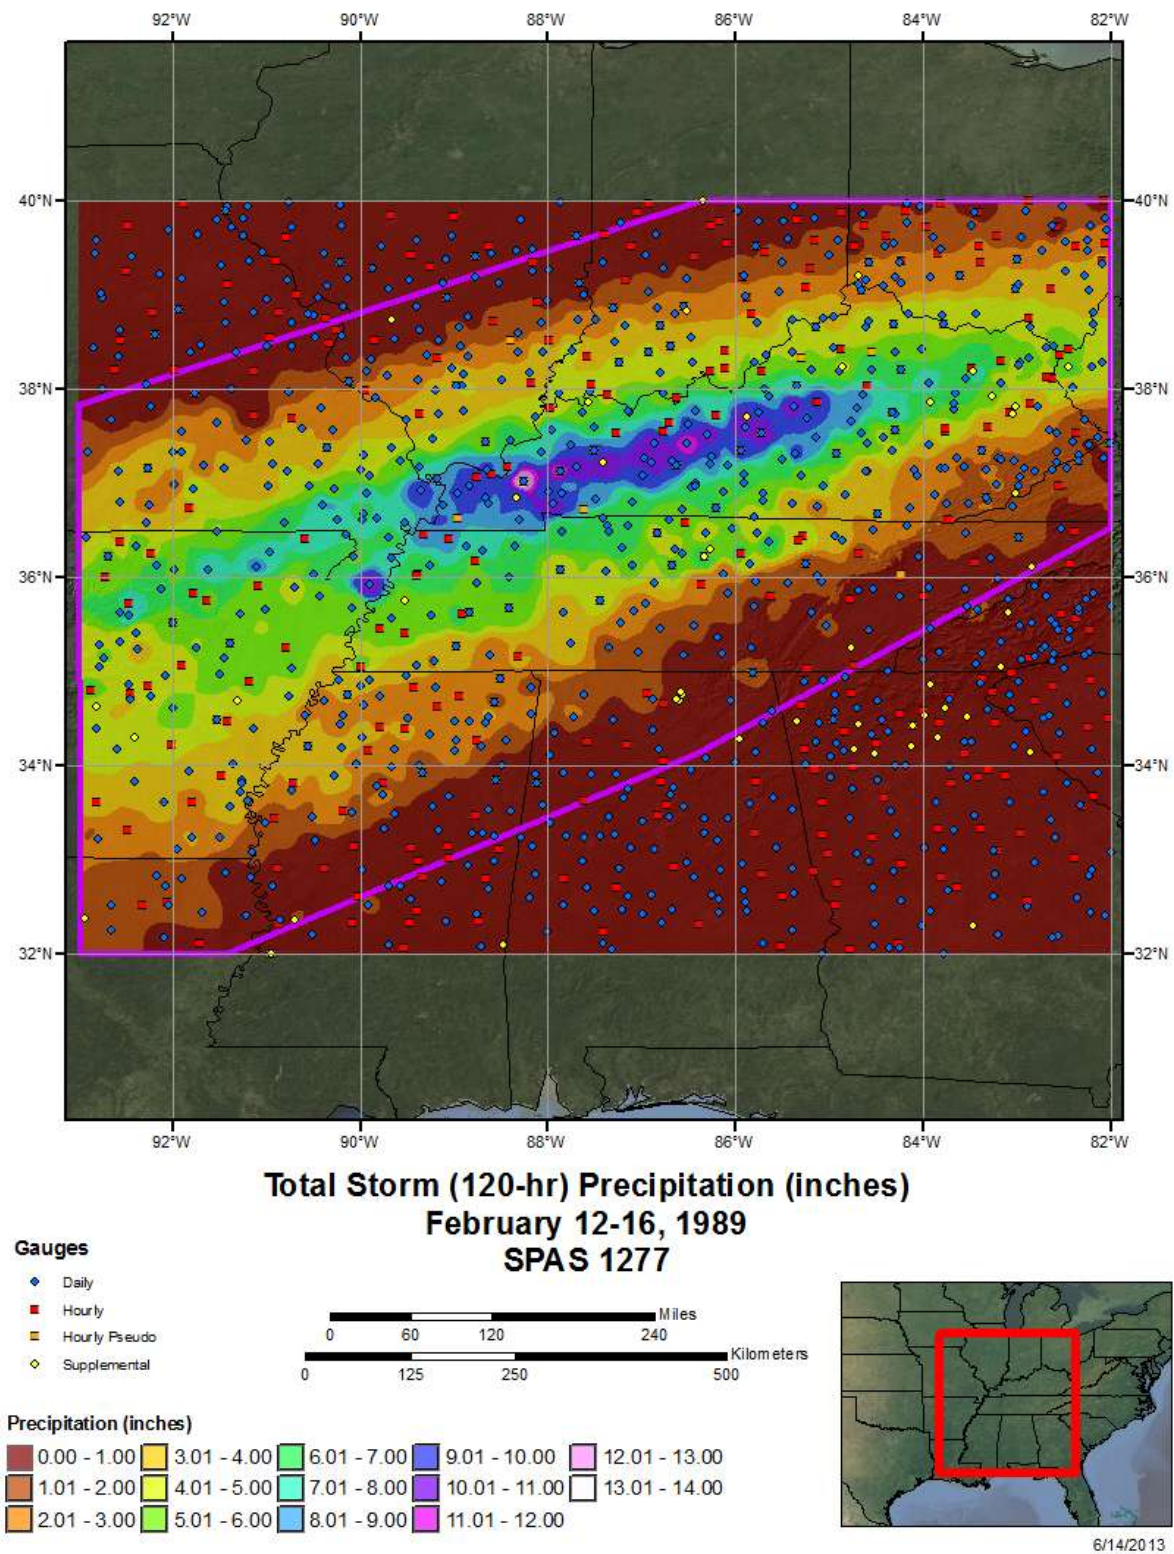 92°W 90°W 88°W 86°W 84°W 82°W
40°N 40°N
38°N 38°N
36°N 36°N
34°N 34°N
32°N 32°N
92°W 90°W 88°W 86°W 84°W 82°W
Total Storm (120-hr) Precipitation (inches)
February 12-16, 1989
SPAS 1277
Gauges
Daily
Hourly
Hourly Pseudo
Supplemental
Miles
0 60 120 240
Kilometers
0 125 250 500
Precipitation (inches)
0.00 - 1.00 3.01 - 4.00 6.01 - 7.00 9.01 - 10.00 12.01 - 13.00
1.01 - 2.00 4.01 - 5.00 7.01 - 8.00 10.01 - 11.00 13.01 - 14.00
2.01 - 3.00 5.01 - 6.00 8.01 - 9.00 11.01 - 12.00
6/14/2013